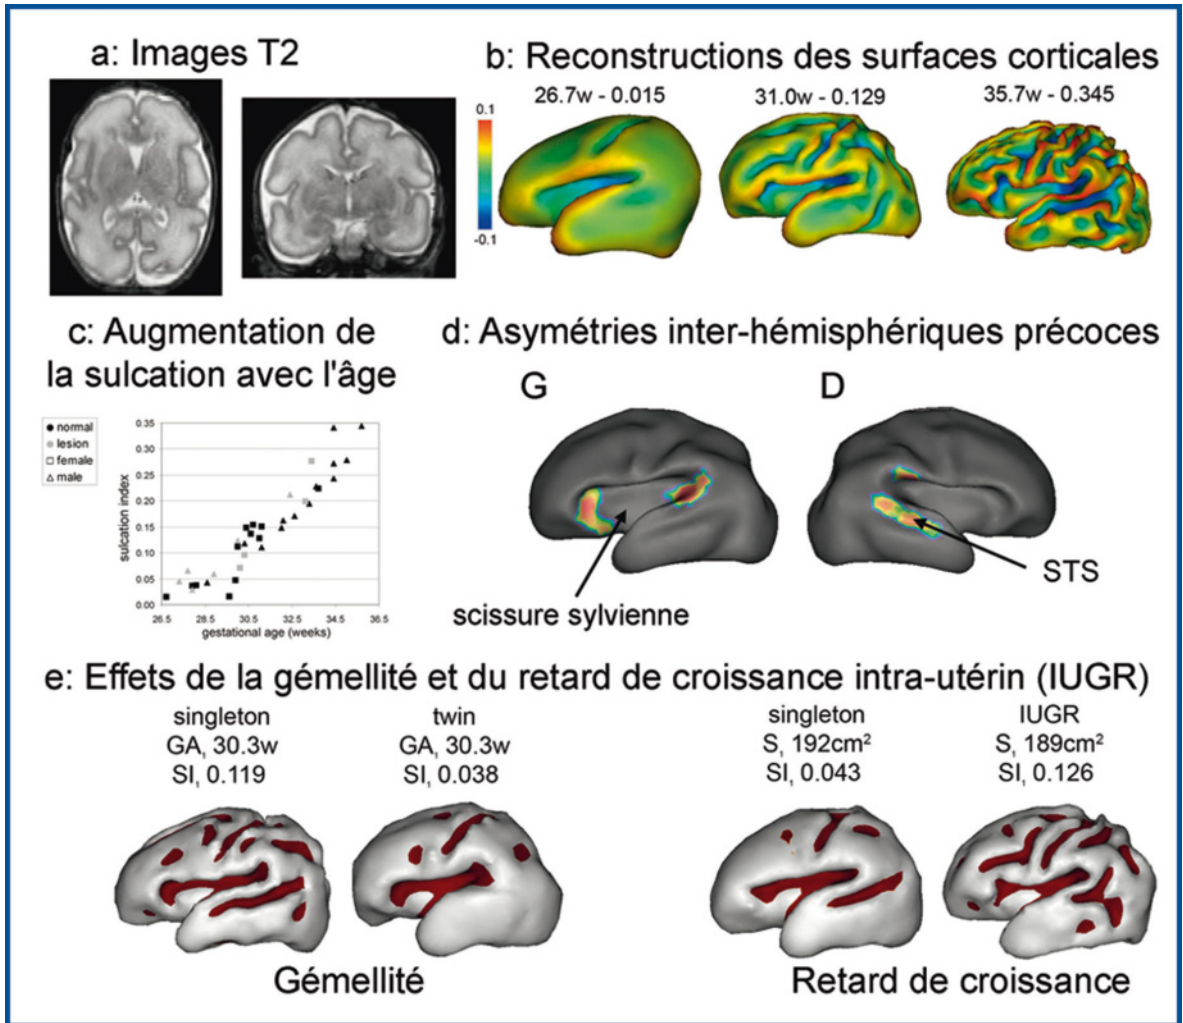 a: Images T2
b: Reconstructions des surfaces corticales
26.7w - 0.015
31.0w - 0.129
35.7w - 0.345
0.1
-0.1
c: Augmentation de
la sulcation avec l'âge
normal
lesion
female
male
sulcation index
0.35
0.30
0.25
0.20
0.15
0.10
0.05
0.00
26.5
28.5
30.5
32.5
34.5
36.5
gestational age (weeks)
d: Asymétries inter-hémisphériques précoces
G
D
scissure sylvienne
STS
e: Effets de la gémellité et du retard de croissance intra-utérin (IUGR)
singleton
GA, 30.3w
SI, 0.119
twin
GA, 30.3w
SI, 0.038
singleton
S, 192cm²
SI, 0.043
IUGR
S, 189cm²
SI, 0.126
Gémellité
Retard de croissance